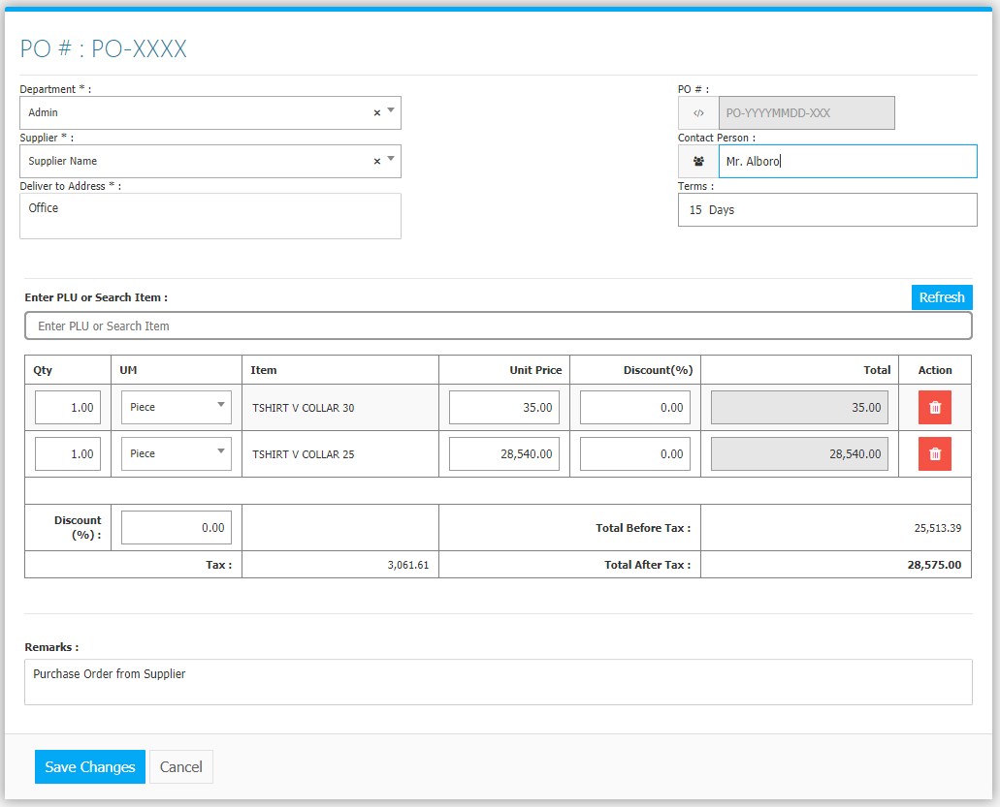 PO # : PO-XXXX
Department * :
PO # :
Admin × 
</> PO-YYYYMMDD-XXX
Supplier * :
Contact Person :
Supplier Name ×
Mr. Alboro
Deliver to Address * :
Terms :
Office
15 Days
Enter PLU or Search Item :
Refresh
Enter PLU or Search Item
Qty UM Item Unit Price Discount(%) Total Action
1.00 Piece TSHIRT V COLLAR 30 35.00 0.00 35.00
1.00 Piece TSHIRT V COLLAR 25 28,540.00 0.00 28,540.00
Discount
(%) :
0.00 Total Before Tax : 25,513.39
Tax : 3,061.61 Total After Tax : 28,575.00
Remarks :
Purchase Order from Supplier
Save Changes Cancel